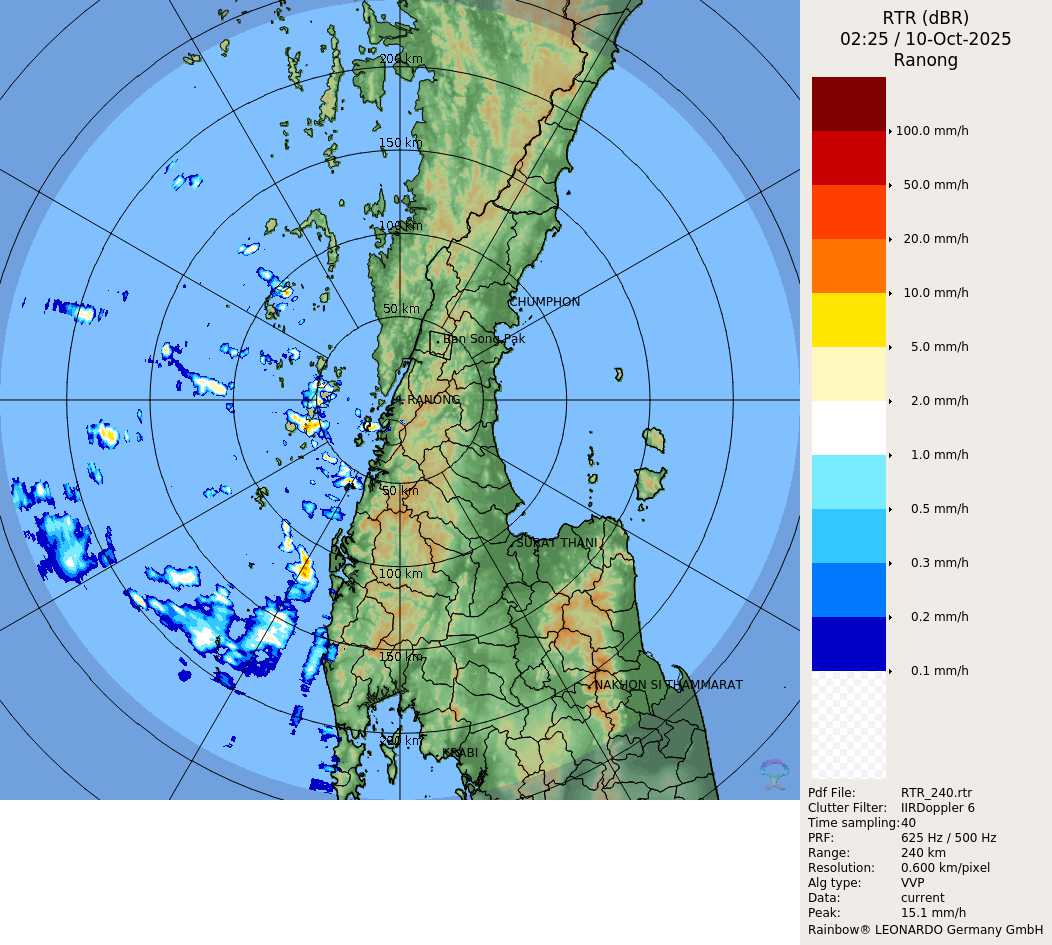 RTR (dBR)
02:25 / 10-Oct-2025
Ranong
200 km
150 km
100 km
50 km
CHUMPHON
Ban Song Pak
RANONG
50 km
SURAT THANI
100 km
150 km
NAKHON SI THAMMARAT
200 km
KRABI
100.0 mm/h
50.0 mm/h
20.0 mm/h
10.0 mm/h
5.0 mm/h
2.0 mm/h
1.0 mm/h
0.5 mm/h
0.3 mm/h
0.2 mm/h
0.1 mm/h
Pdf File: RTR_240.rtr
Clutter Filter: IIRDoppler 6
Time sampling:40
PRF: 625 Hz / 500 Hz
Range: 240 km
Resolution: 0.600 km/pixel
Alg type: VVP
Data: current
Peak: 15.1 mm/h
Rainbow® LEONARDO Germany GmbH